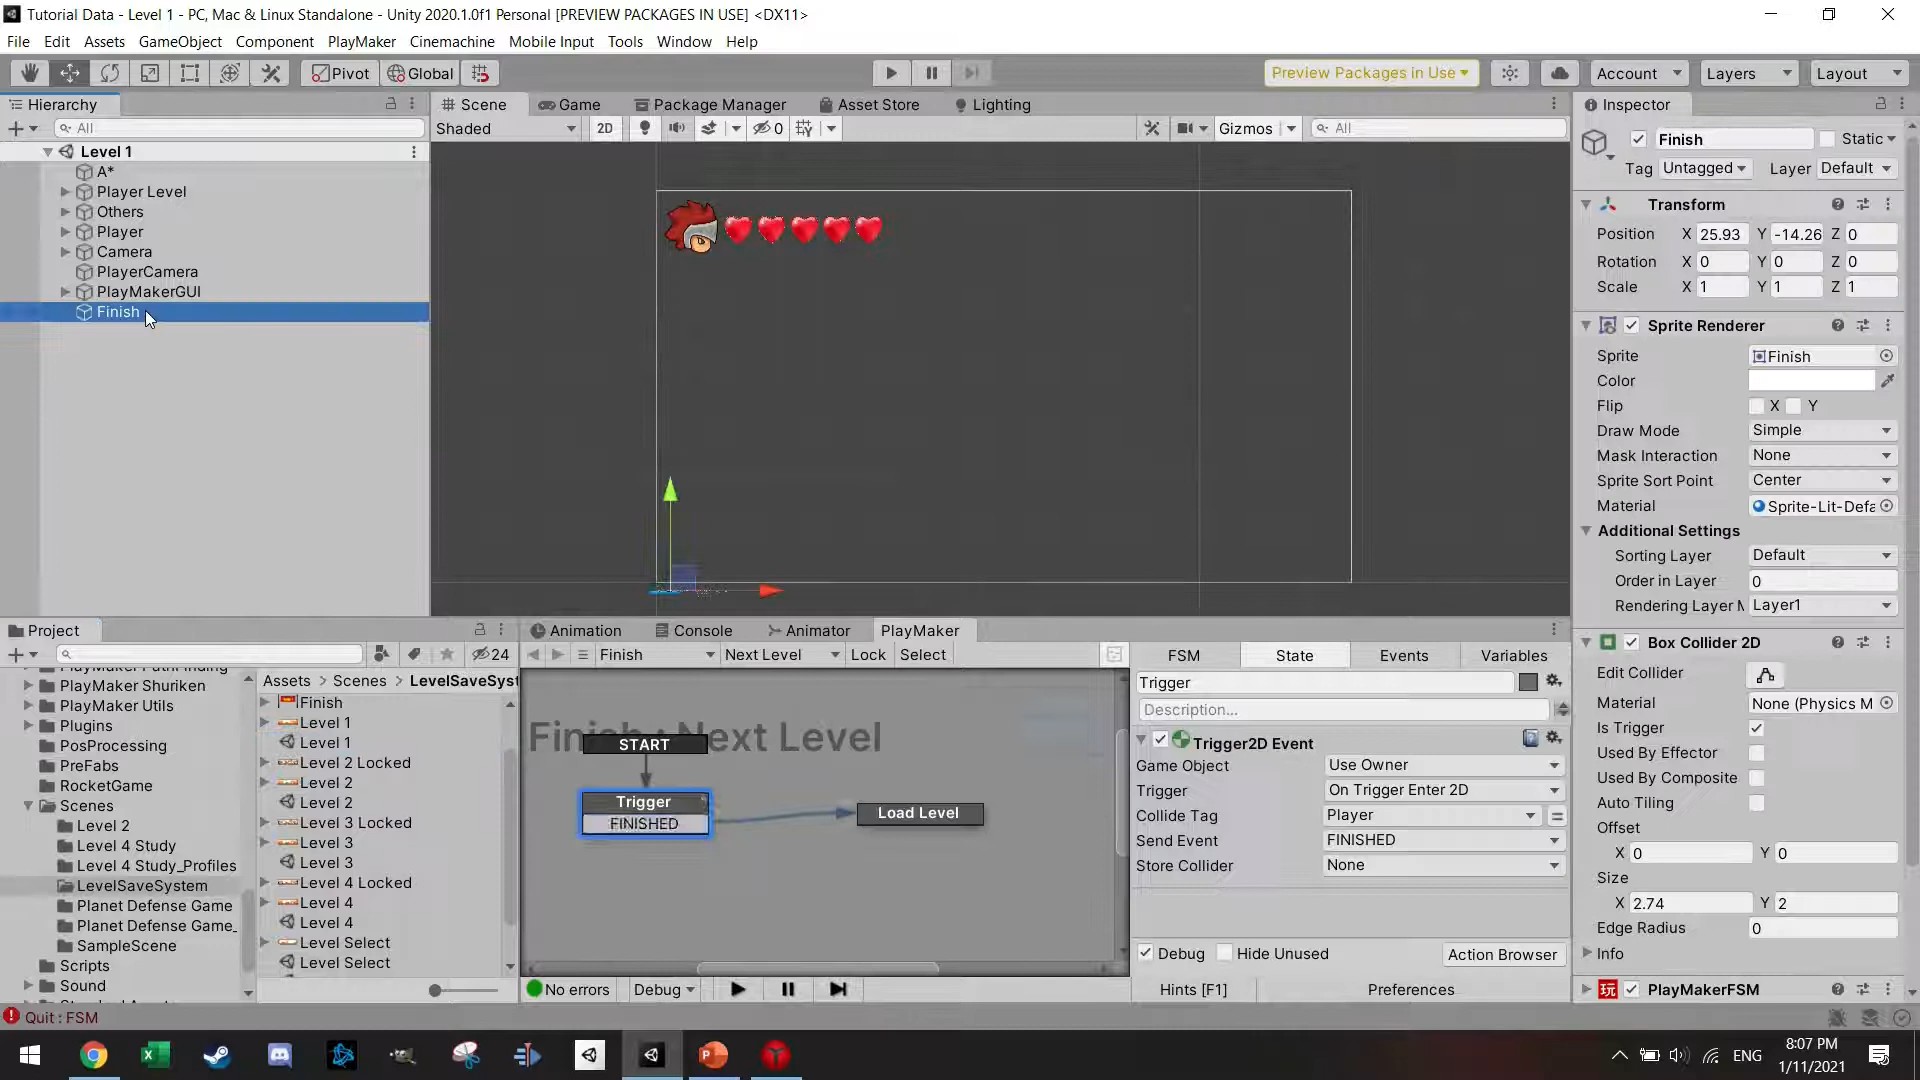 Tutorial Data - Level 1 - PC, Mac & Linux Standalone - Unity 2020.1.0f1 Personal [PREVIEW PACKAGES IN USE] <DX11>
File Edit Assets GameObject Component PlayMaker Cinemachine Mobile Input Tools Window Help
Pivot Global Preview Packages in Use Account Layers Layout
Hierarchy
All
Level 1
A*
Player Level
Others
Player
Camera
PlayerCamera
PlayMakerGUI
Finish
Scene Game Package Manager Asset Store Lighting
Shaded 2D 0 Gizmos All
Inspector
Finish Static
Tag Untagged Layer Default
Transform
Position X 25.93 Y -14.26 Z 0
Rotation X 0 Y 0 Z 0
Scale X 1 Y 1 Z 1
Sprite Renderer
Sprite Finish
Color
Flip X Y
Draw Mode Simple
Mask Interaction None
Sprite Sort Point Center
Material Sprite-Lit-Defa
Additional Settings
Sorting Layer Default
Order in Layer 0
Rendering Layer M Layer1
Box Collider 2D
Edit Collider
Material None (Physics M
Is Trigger
Used By Effector
Used By Composite
Auto Tiling
Offset
X 0 Y 0
Size
X 2.74 Y 2
Edge Radius 0
Info
PlayMakerFSM
Project
24
PlayMaker PathFinding
PlayMaker Shuriken
PlayMaker Utils
Plugins
PosProcessing
PreFabs
RocketGame
Scenes
Level 2
Level 4 Study
Level 4 Study_Profiles
LevelSaveSystem
Planet Defense Game
Planet Defense Game_
SampleScene
Scripts
Sound
Assets Scenes LevelSaveSyst
Finish
Level 1
Level 1
Level 2 Locked
Level 2
Level 2
Level 3 Locked
Level 3
Level 3
Level 4 Locked
Level 4
Level 4
Level Select
Level Select
Animation Console Animator PlayMaker
Finish Next Level Lock Select
Finish : Next Level
START
Trigger
FINISHED
Load Level
No errors Debug
FSM State Events Variables
Trigger
Description...
Trigger2D Event
Game Object Use Owner
Trigger On Trigger Enter 2D
Collide Tag Player
Send Event FINISHED
Store Collider None
Debug Hide Unused Action Browser
Hints [F1] Preferences
Quit : FSM
ENG
8:07 PM
1/11/2021